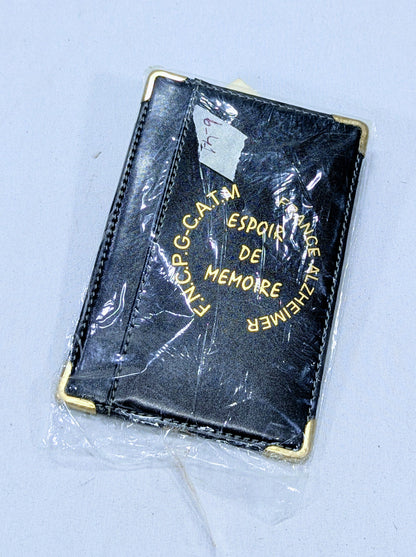 F.N.C.P.G-C.A.T.M
FRANCE ALZHEIMER
ESPOIR
DE
MEMOIRE